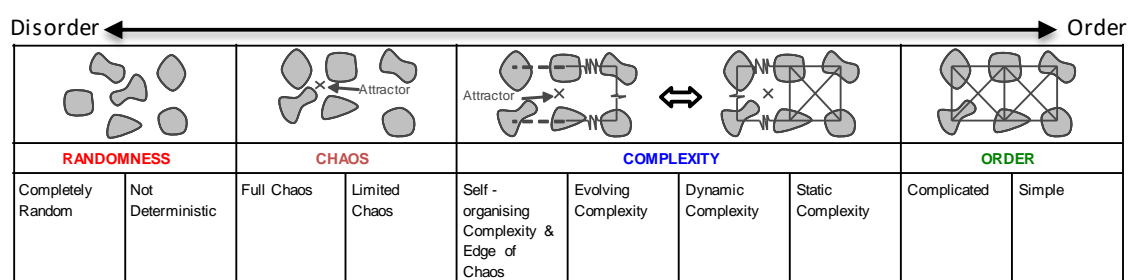 Disorder Order
Attractor
Attractor
RANDOMNESS CHAOS COMPLEXITY ORDER
Completely Random
Not Deterministic
Full Chaos
Limited Chaos
Self - organising Complexity & Edge of Chaos
Evolving Complexity
Dynamic Complexity
Static Complexity
Complicated
Simple